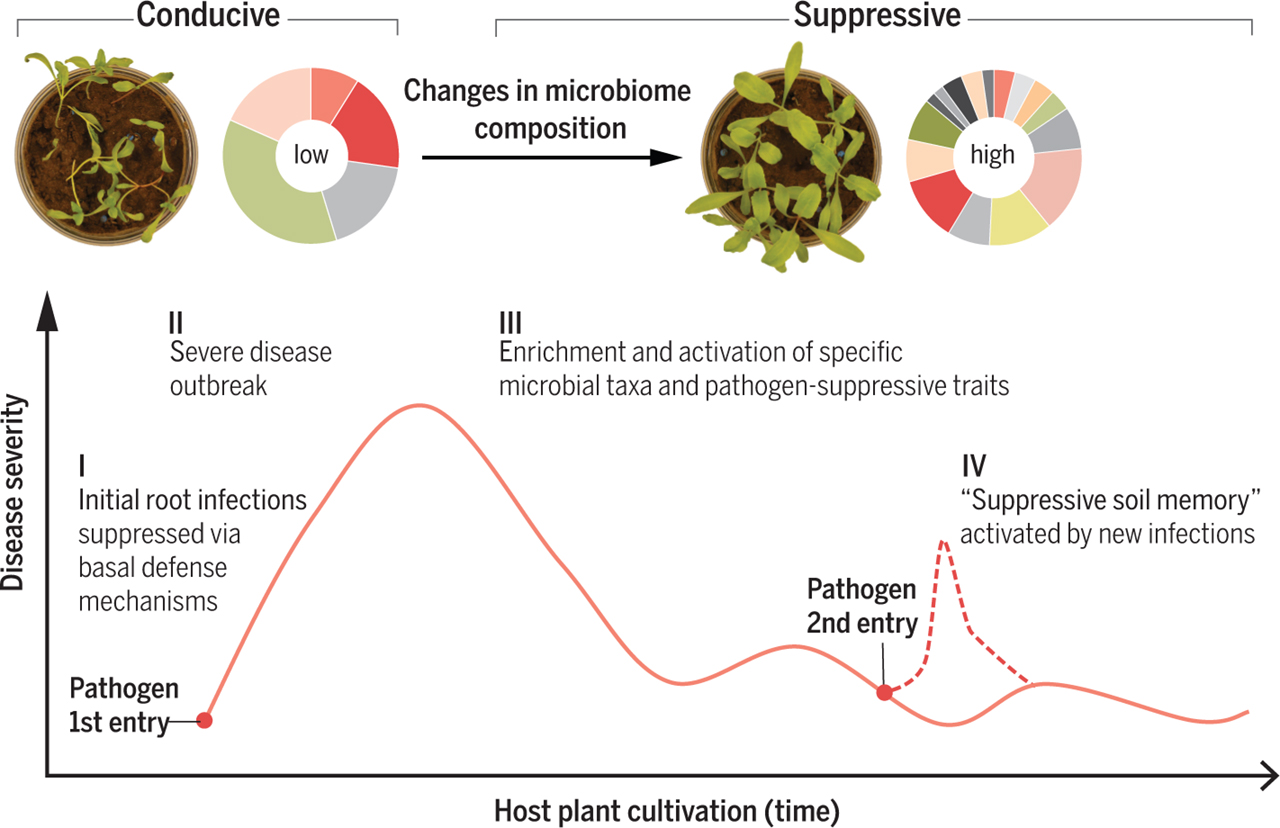 Conducive
Suppressive
low
Changes in microbiome
composition
high
II
Severe disease
outbreak
III
Enrichment and activation of specific
microbial taxa and pathogen-suppressive traits
I
Initial root infections
suppressed via
basal defense
mechanisms
IV
“Suppressive soil memory”
activated by new infections
Pathogen
2nd entry
Pathogen
1st entry
Disease severity
Host plant cultivation (time)